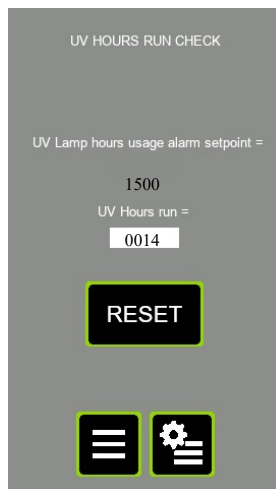 UV HOURS RUN CHECK
UV Lamp hours usage alarm setpoint =
1500
UV Hours run =
0014
RESET